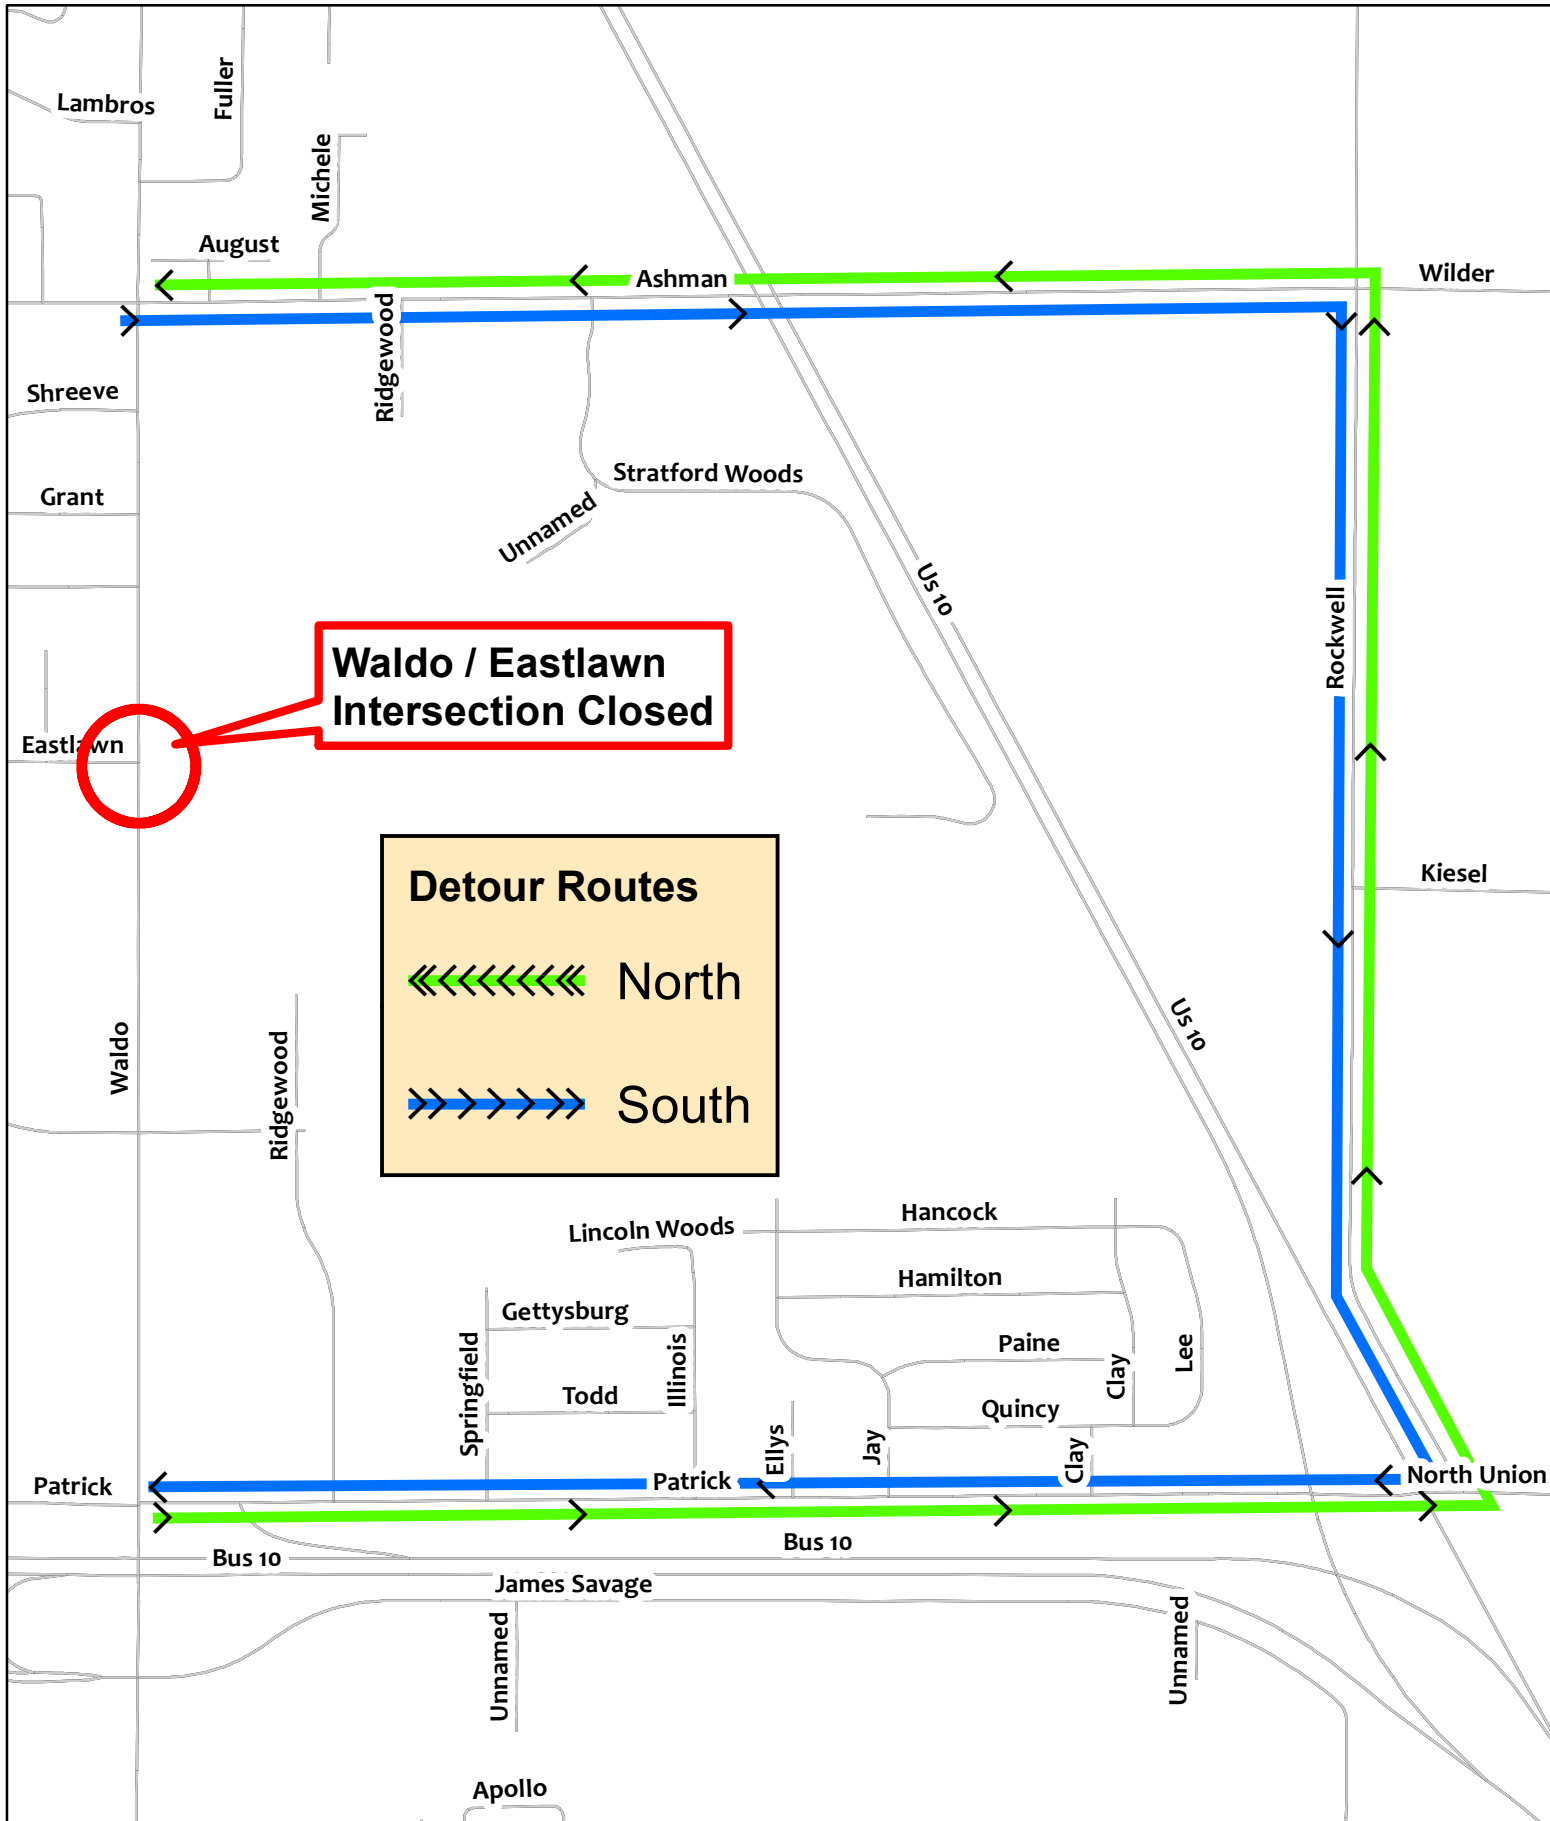 Lambros
Fuller
Michele
August
Ashman
Wilder
Ridgewood
Shreeve
Grant
Stratford Woods
Unnamed
Us 10
Rockwell
Waldo / Eastlawn
Intersection Closed
Eastlawn
Detour Routes
North
South
Kiesel
Waldo
Ridgewood
Us 10
Lincoln Woods
Hancock
Hamilton
Gettysburg
Springfield
Illinois
Paine
Clay
Lee
Todd
Quincy
Ellys
Jay
Clay
Patrick
Patrick
North Union
Bus 10
Bus 10
James Savage
Unnamed
Unnamed
Apollo